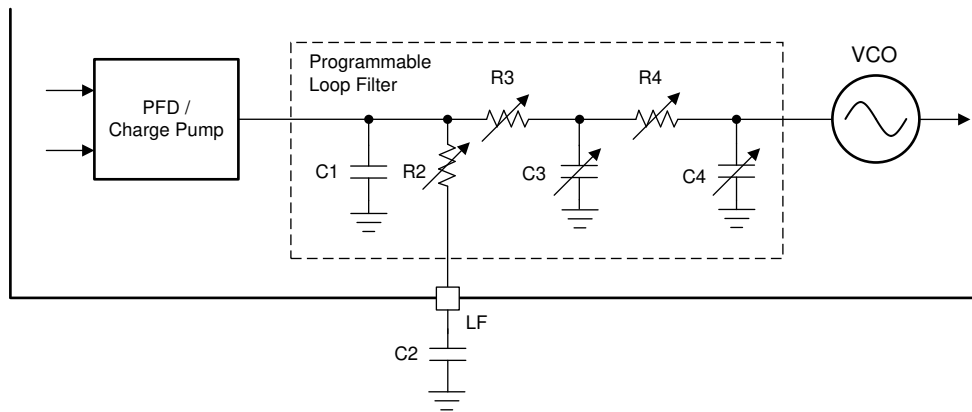 VCO
Programmable
Loop Filter
R3
R4
PFD /
Charge Pump
C1
R2
C3
C4
LF
C2